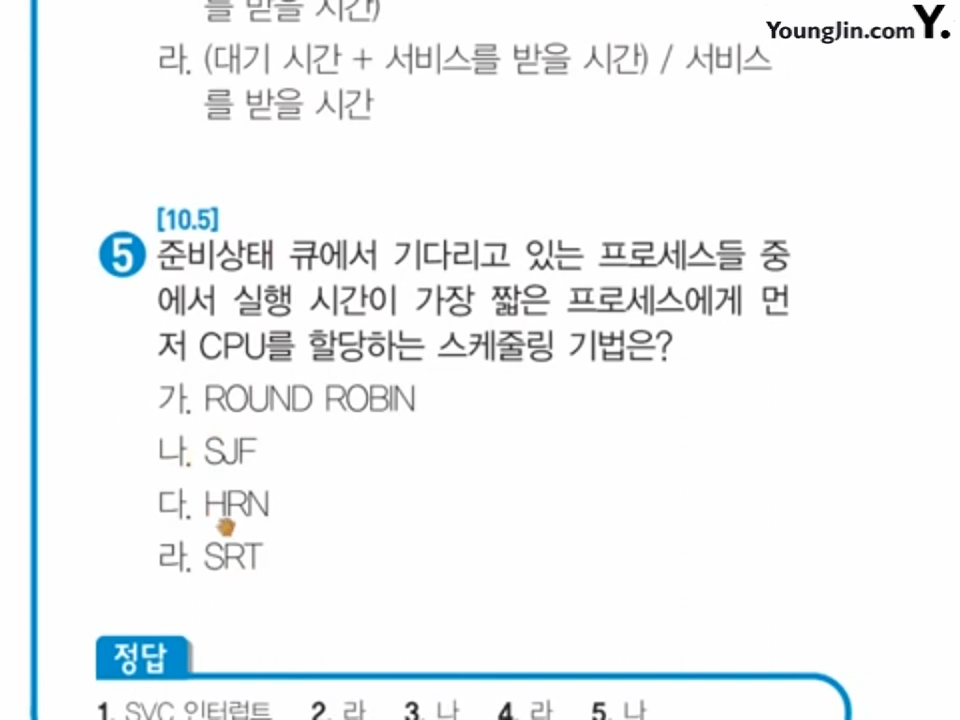 를 받을 시간)
YoungJin.com Y.
라. (대기 시간 + 서비스를 받을 시간) / 서비스
를 받을 시간
[10.5]
5 준비상태 큐에서 기다리고 있는 프로세스들 중
에서 실행 시간이 가장 짧은 프로세스에게 먼
저 CPU를 할당하는 스케줄링 기법은?
가. ROUND ROBIN
나. SJF
다. HRN
라. SRT
정답
1. SVC 인터럽트 2. 라 3. 나 4. 라 5. 나